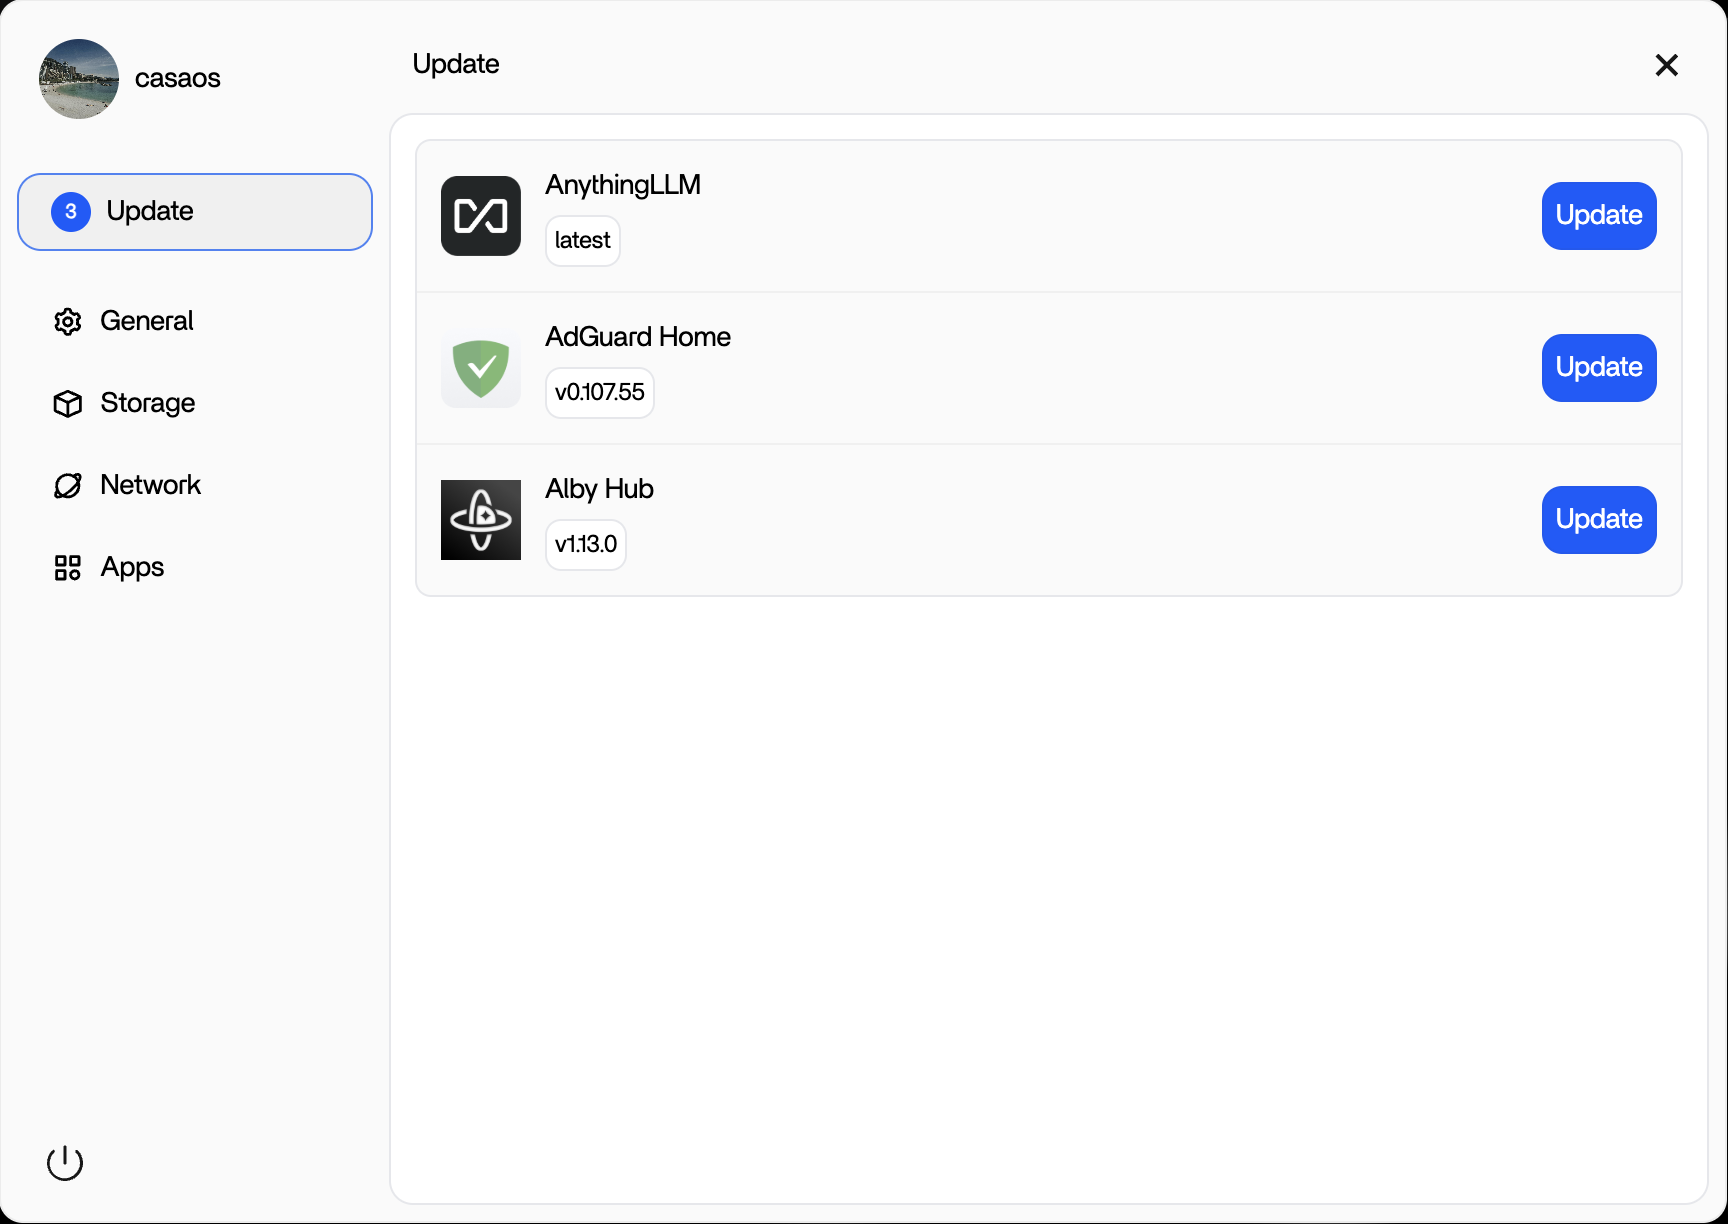 casaos
Update
3 Update
General
Storage
Network
Apps
AnythingLLM
latest
Update
AdGuard Home
v0.107.55
Update
Alby Hub
v1.13.0
Update